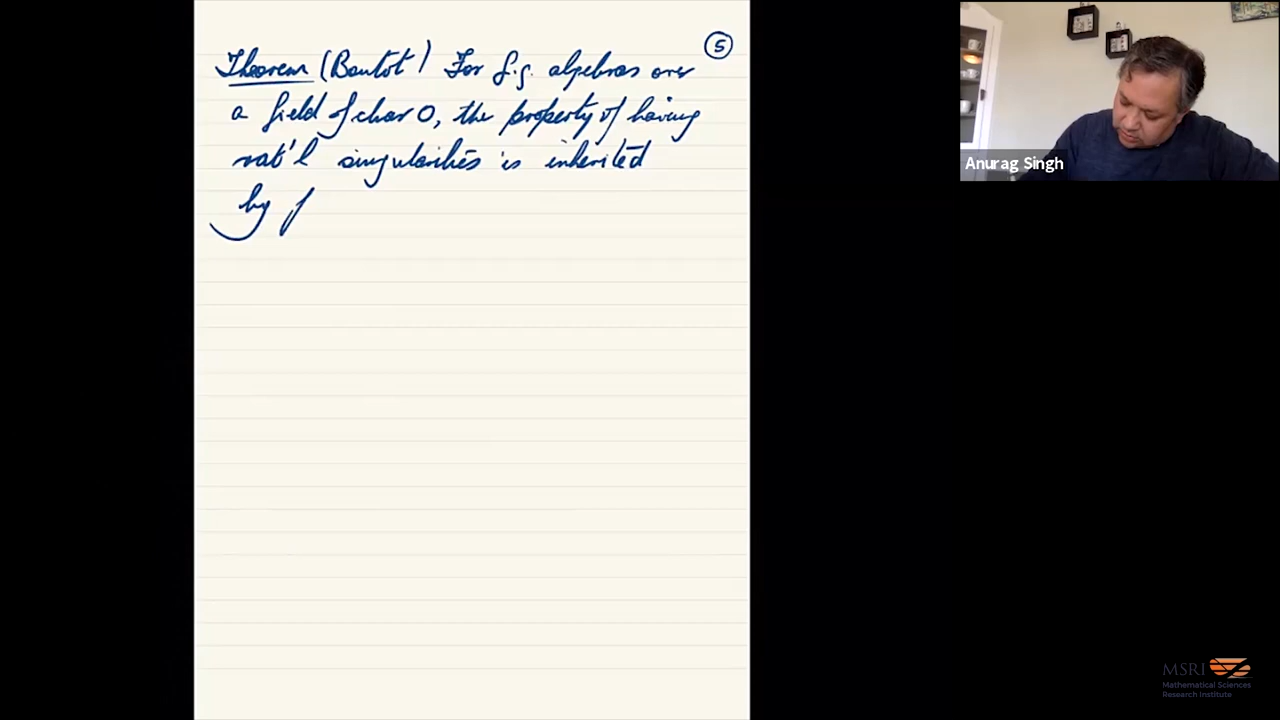 Theorem (Boutot) For f.g. algebras over
a field of char 0, the property of having
rat'l singularities is inherited
by
5
Anurag Singh
MSRI
Mathematical Sciences
Research Institute